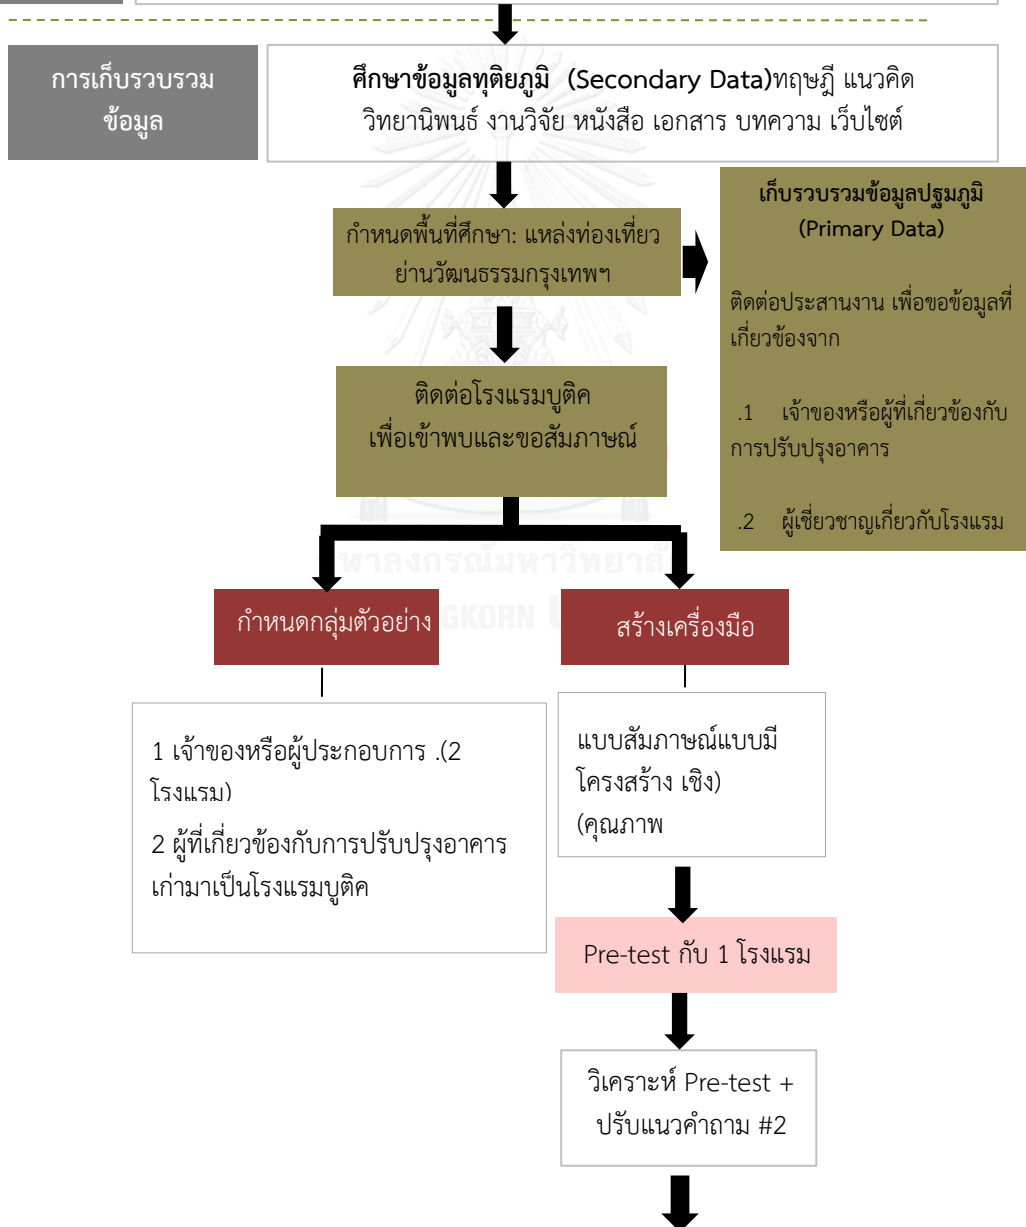 การเก็บรวบรวม
ข้อมูล
ศึกษาข้อมูลทุติยภูมิ (Secondary Data)ทฤษฎี แนวคิด
วิทยานิพนธ์ งานวิจัย หนังสือ เอกสาร บทความ เว็บไซต์
กำหนดพื้นที่ศึกษา: แหล่งท่องเที่ยว
ย่านวัฒนธรรมกรุงเทพฯ
เก็บรวบรวมข้อมูลปฐมภูมิ
(Primary Data)
ติดต่อประสานงาน เพื่อขอข้อมูลที่
เกี่ยวข้องจาก
.1 เจ้าของหรือผู้ที่เกี่ยวข้องกับ
การปรับปรุงอาคาร
.2 ผู้เชี่ยวชาญเกี่ยวกับโรงแรม
ติดต่อโรงแรมบูติค
เพื่อเข้าพบและขอสัมภาษณ์
ฬาลงกรณ์มหาวิทยาลั
GKORN U
กำหนดกลุ่มตัวอย่าง
สร้างเครื่องมือ
1 เจ้าของหรือผู้ประกอบการ .(2
โรงแรม)
2 ผู้ที่เกี่ยวข้องกับการปรับปรุงอาคาร
เก่ามาเป็นโรงแรมบูติค
แบบสัมภาษณ์แบบมี
โครงสร้าง เชิง)
(คุณภาพ
Pre-test กับ 1 โรงแรม
วิเคราะห์ Pre-test +
ปรับแนวคำถาม #2